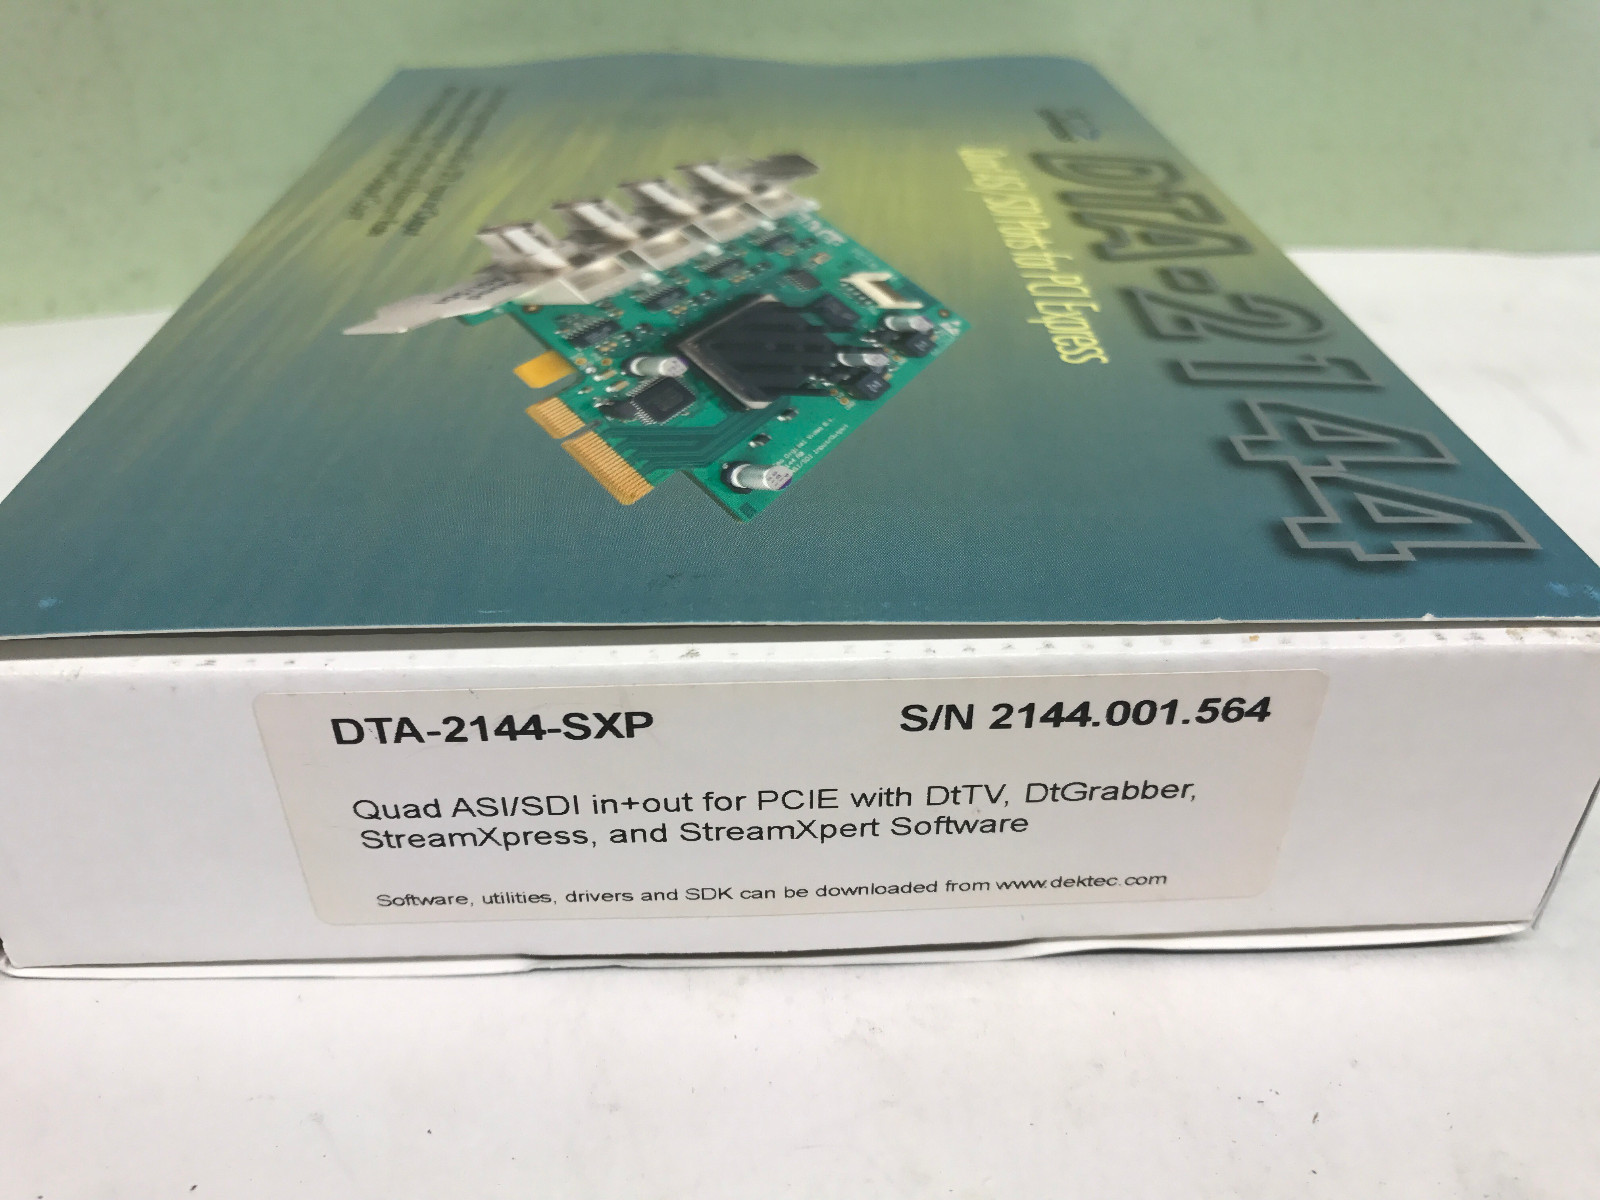 DTA-2144
Quad ASI/SDI Ports for PCI Express
DTA-2144-SXP
S/N 2144.001.564
Quad ASI/SDI in+out for PCIE with DtTV, DtGrabber,
StreamXpress, and StreamXpert Software
Software, utilities, drivers and SDK can be downloaded from www.dektec.com